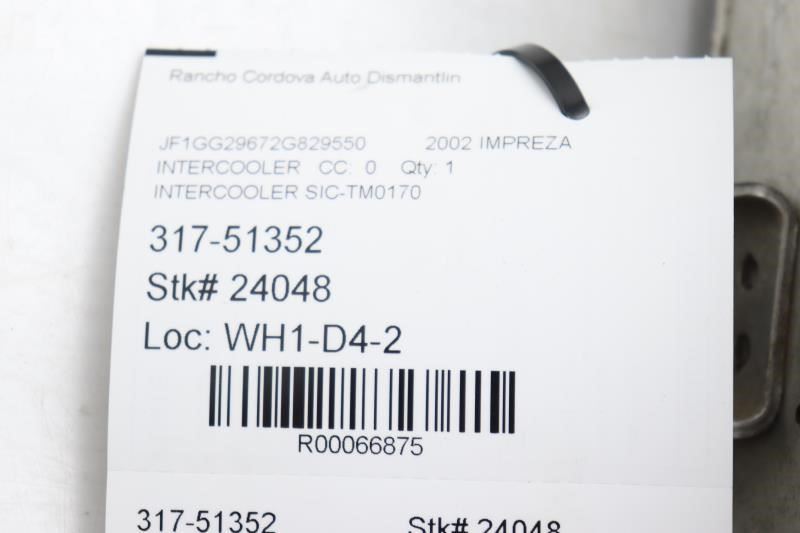 Rancho Cordova Auto Dismantlin
JF1GG29672G829550 2002 IMPREZA
INTERCOOLER CC: 0 Qty: 1
INTERCOOLER SIC-TM0170
317-51352
Stk# 24048
Loc: WH1-D4-2
R00066875
317-51352 Stk# 24048